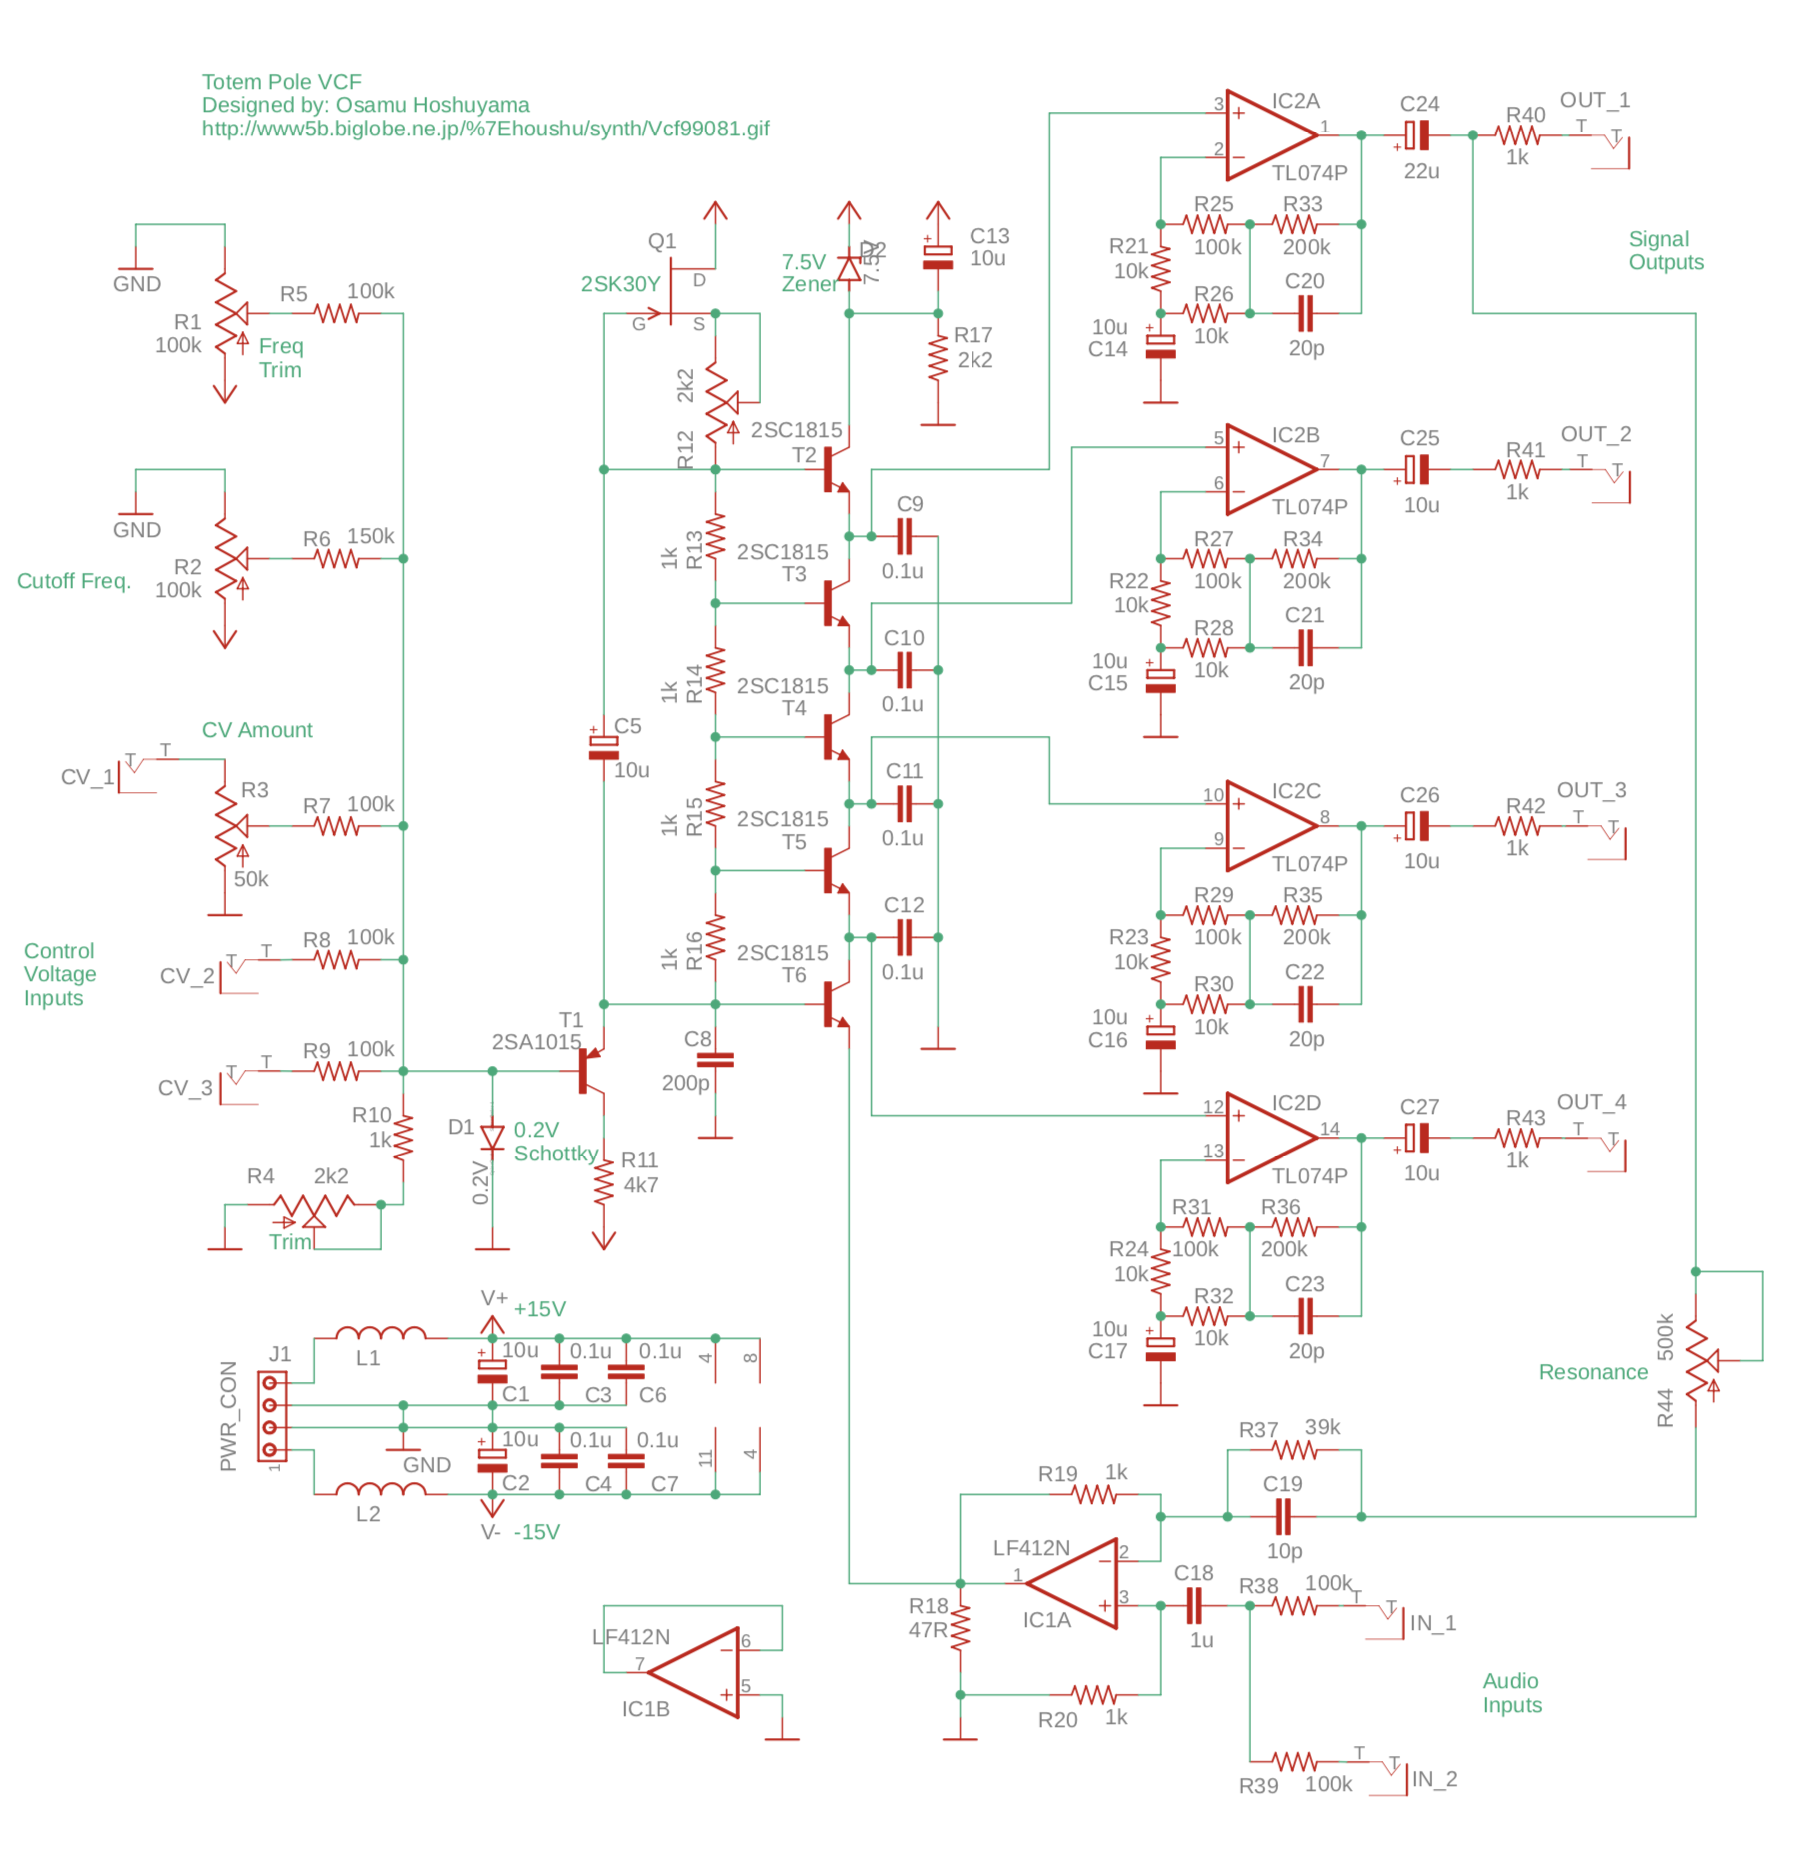 Totem Pole VCF
Designed by: Osamu Hoshuyama
http://www5b.biglobe.ne.jp/%7Ehoushu/synth/Vcf99081.gif
GND
R1
100k
R5
100k
Freq
Trim
GND
R2
100k
R6
150k
Cutoff Freq.
CV Amount
CV_1
T
T
R3
50k
R7
100k
Control
Voltage
Inputs
CV_2
T
T
R8
100k
CV_3
T
T
R9
100k
R10
1k
R4
2k2
Trim
D1
0.2V
0.2V
Schottky
T1
2SA1015
R11
4k7
C5
10u
C8
200p
Q1
2SK30Y
D
G
S
2k2
R12
1k
R13
1k
R14
1k
R15
1k
R16
7.5V
Zener
D2
7.5V
C13
10u
R17
2k2
2SC1815
T2
2SC1815
T3
2SC1815
T4
2SC1815
T5
2SC1815
T6
C9
0.1u
C10
0.1u
C11
0.1u
C12
0.1u
3
2
1
IC2A
TL074P
R25
100k
R33
200k
R21
10k
R26
10k
C20
20p
10u
C14
C24
22u
R40
1k
OUT_1
T
T
Signal
Outputs
5
6
7
IC2B
TL074P
R27
100k
R34
200k
R22
10k
R28
10k
C21
20p
10u
C15
C25
10u
R41
1k
OUT_2
T
T
10
9
8
IC2C
TL074P
R29
100k
R35
200k
R23
10k
R30
10k
C22
20p
10u
C16
C26
10u
R42
1k
OUT_3
T
T
12
13
14
IC2D
TL074P
R31
100k
R36
200k
R24
10k
R32
10k
C23
20p
10u
C17
C27
10u
R43
1k
OUT_4
T
T
Resonance
500k
R44
V+
+15V
J1
PWR_CON
1
L1
L2
GND
10u
C1
0.1u
C3
0.1u
C6
4
8
10u
C2
0.1u
C4
0.1u
C7
11
4
V-
-15V
LF412N
7
6
5
IC1B
R19
1k
R37
39k
C19
10p
LF412N
1
2
3
IC1A
C18
1u
R38
100k
T
T
IN_1
R18
47R
R20
1k
Audio
Inputs
R39
100k
T
T
IN_2